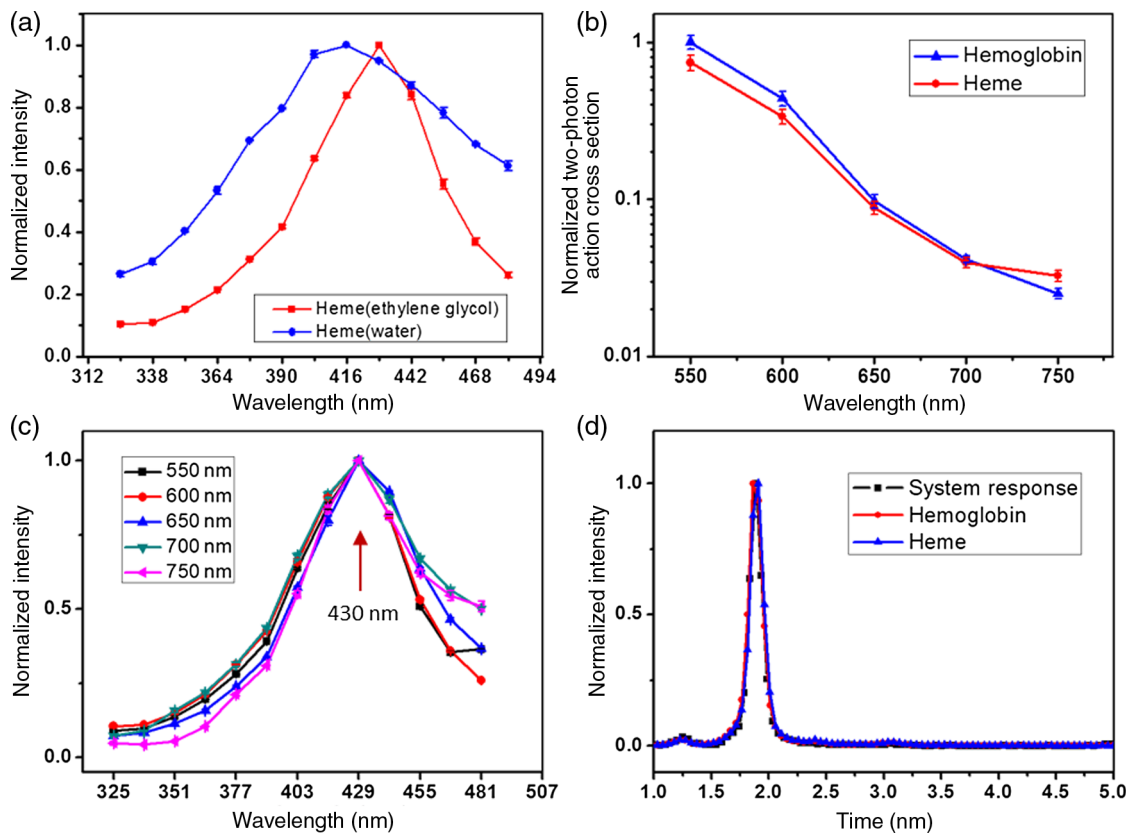 (a)
Normalized intensity
1.0
0.8
0.6
0.4
0.2
0.0
Heme(ethylene glycol)
Heme(water)
312 338 364 390 416 442 468 494
Wavelength (nm)
(b)
Normalized two-photon
action cross section
1
0.1
0.01
Hemoglobin
Heme
550 600 650 700 750
Wavelength (nm)
(c)
Normalized intensity
1.0
0.5
0.0
550 nm
600 nm
650 nm
700 nm
750 nm
430 nm
325 351 377 403 429 455 481 507
Wavelength (nm)
(d)
Normalized intensity
1.0
0.5
0.0
System response
Hemoglobin
Heme
1.0 1.5 2.0 2.5 3.0 3.5 4.0 4.5 5.0
Time (nm)